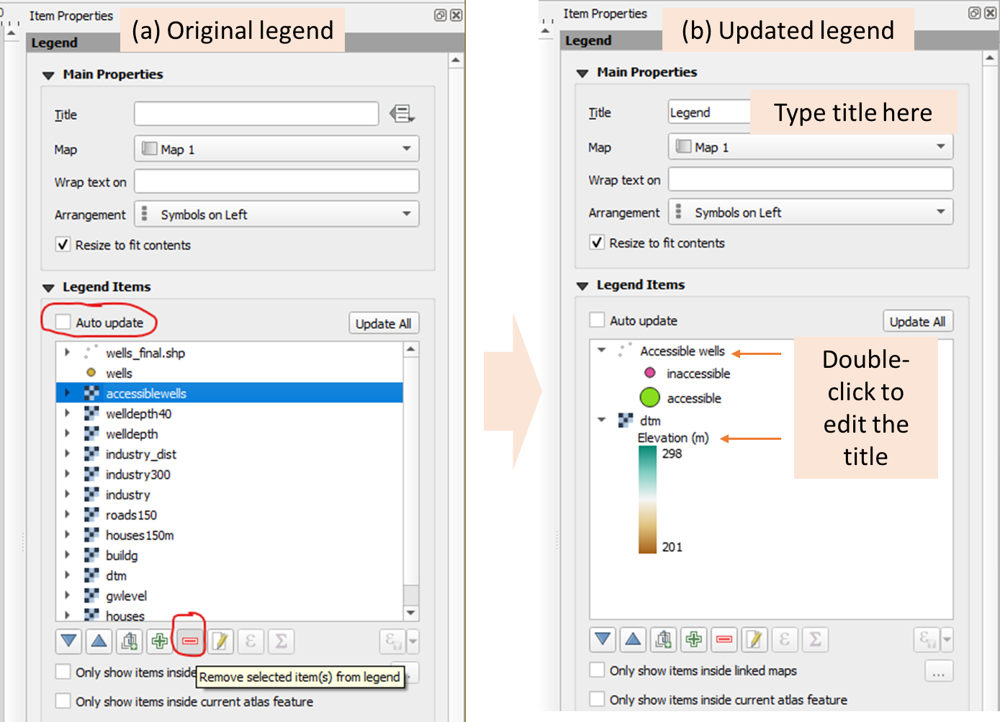 Item Properties
(a) Original legend
Legend
Main Properties
Title
Map
Map 1
Wrap text on
Arrangement
Symbols on Left
Resize to fit contents
Legend Items
Auto update
Update All
wells_final.shp
wells
accessiblewells
welldepth40
welldepth
industry_dist
industry300
industry
roads150
houses150m
buildg
dtm
gwlevel
houses
Only show items inside
Remove selected item(s) from legend
Only show items inside current atlas feature
Item Properties
(b) Updated legend
Legend
Main Properties
Title
Legend
Type title here
Map
Map 1
Wrap text on
Arrangement
Symbols on Left
Resize to fit contents
Legend Items
Auto update
Update All
Accessible wells
inaccessible
accessible
dtm
Elevation (m)
298
201
Double-
click to
edit the
title
Only show items inside linked maps
...
Only show items inside current atlas feature